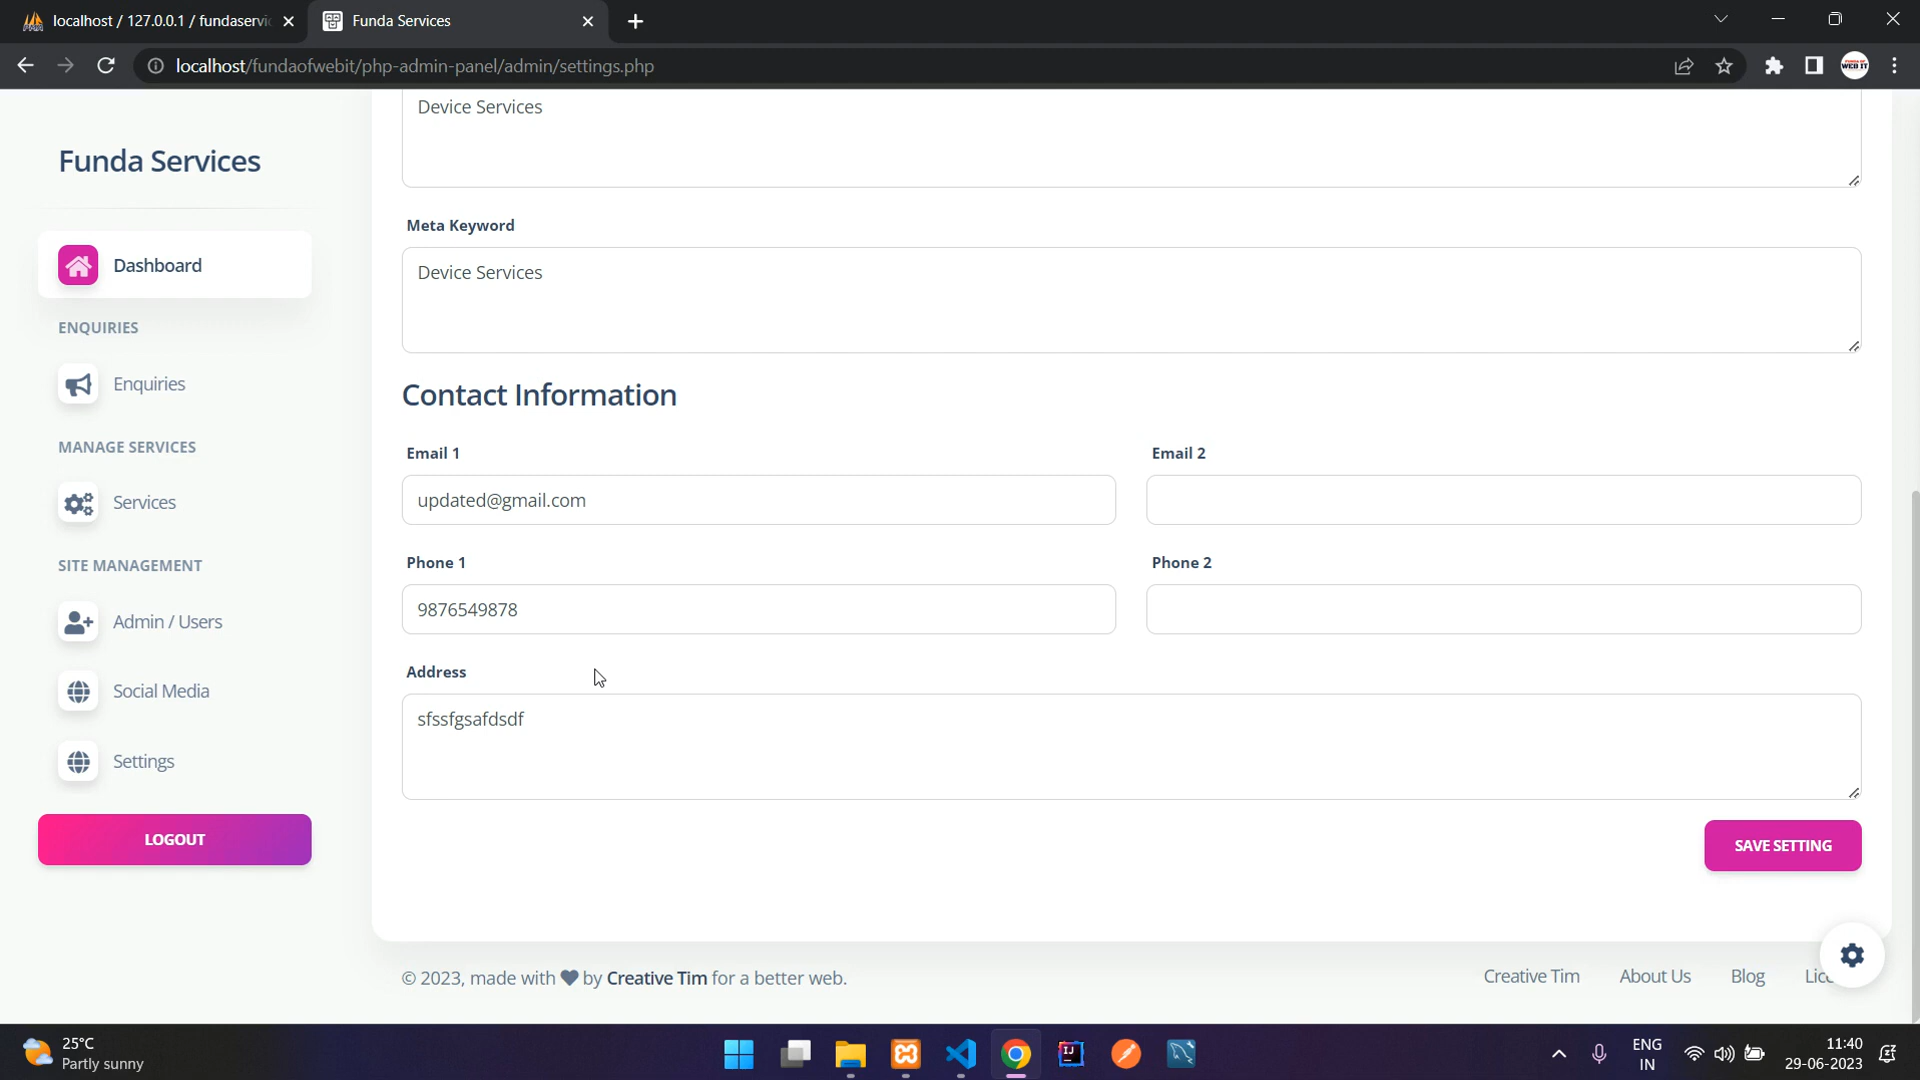 localhost / 127.0.0.1 / fundaservi
Funda Services
localhost/fundaofwebit/php-admin-panel/admin/settings.php
WEB IT
Funda Services
Dashboard
ENQUIRIES
Enquiries
MANAGE SERVICES
Services
SITE MANAGEMENT
Admin / Users
Social Media
Settings
LOGOUT
Device Services
Meta Keyword
Device Services
Contact Information
Email 1
Email 2
updated@gmail.com
Phone 1
Phone 2
9876549878
Address
sfssfgsafdsdf
SAVE SETTING
© 2023, made with by Creative Tim for a better web.
Creative Tim
About Us
Blog
25°C
Partly sunny
ENG
IN
11:40
29-06-2023